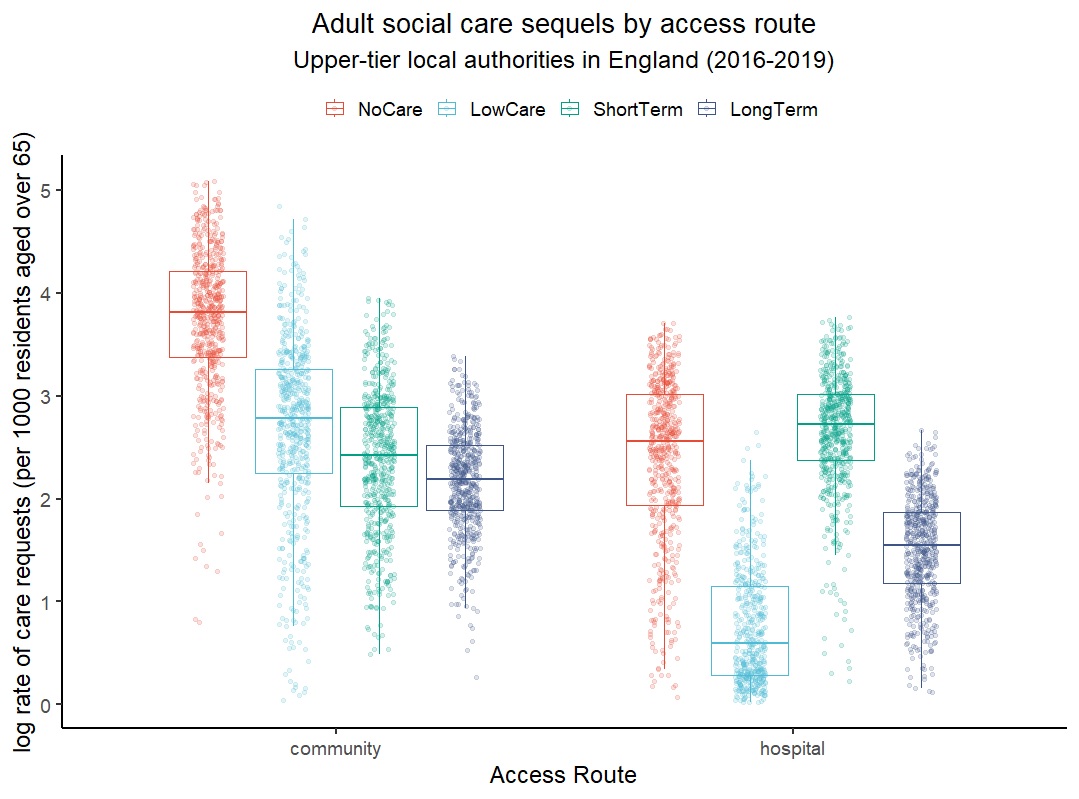 Adult social care sequels by access route
Upper-tier local authorities in England (2016-2019)
NoCare LowCare ShortTerm LongTerm
log rate of care requests (per 1000 residents aged over 65)
5
4
3
2
1
0
community hospital
Access Route